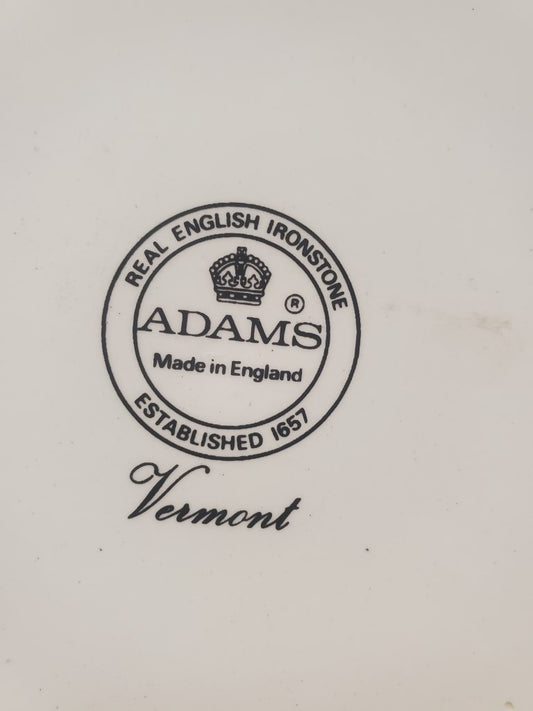 REAL ENGLISH IRONSTONE
®
ADAMS
Made in England
ESTABLISHED 1657
Vermont